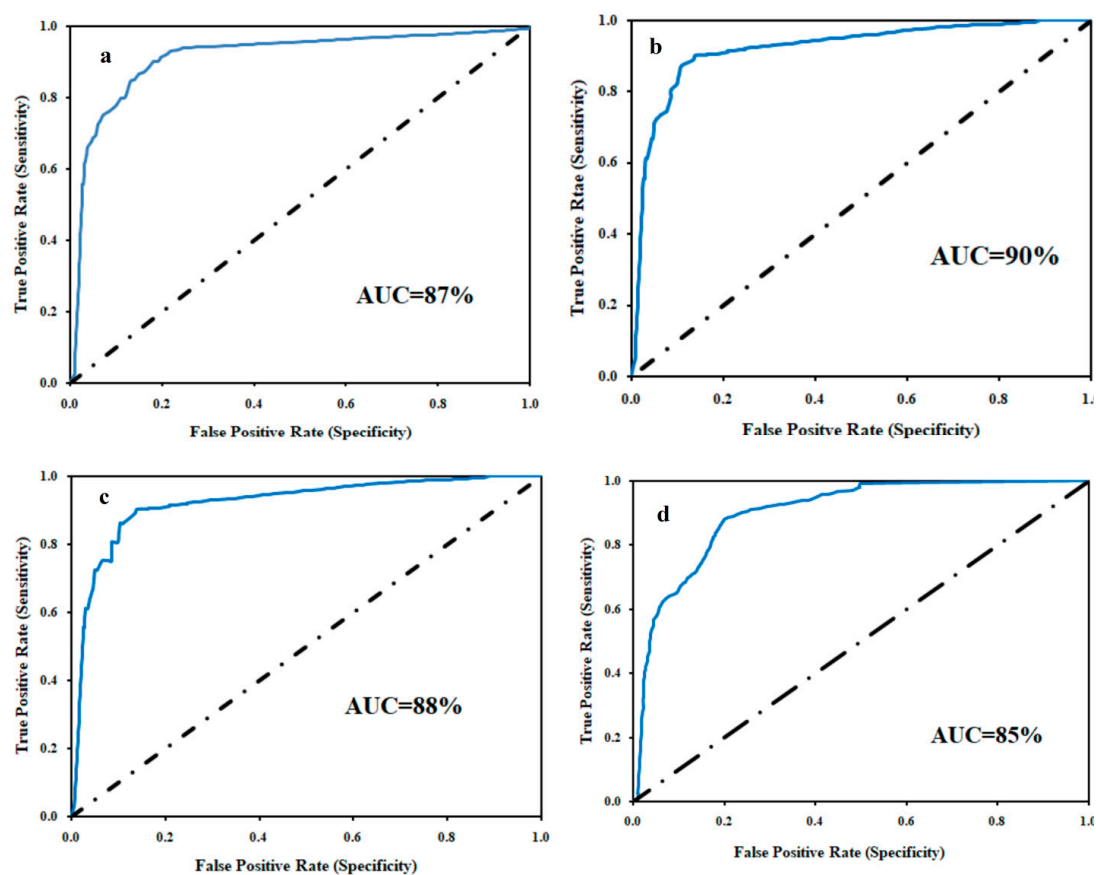 a
True Positive Rate (Sensitivity)
1.0
0.8
0.6
0.4
0.2
0.0
AUC=87%
0.0 0.2 0.4 0.6 0.8 1.0
False Positive Rate (Specificity)
b
True Positive Rtae (Sensitivity)
1.0
0.8
0.6
0.4
0.2
0.0
AUC=90%
0.0 0.2 0.4 0.6 0.8 1.0
False Positve Rate (Specificity)
c
True Positive Rate (Sensitivity)
1.0
0.8
0.6
0.4
0.2
0.0
AUC=88%
0.0 0.2 0.4 0.6 0.8 1.0
False Positive Rate (Specificity)
d
True Positive Rate (Sensitivity)
1.0
0.8
0.6
0.4
0.2
0.0
AUC=85%
0.0 0.2 0.4 0.6 0.8 1.0
False Positive Rate (Specificity)